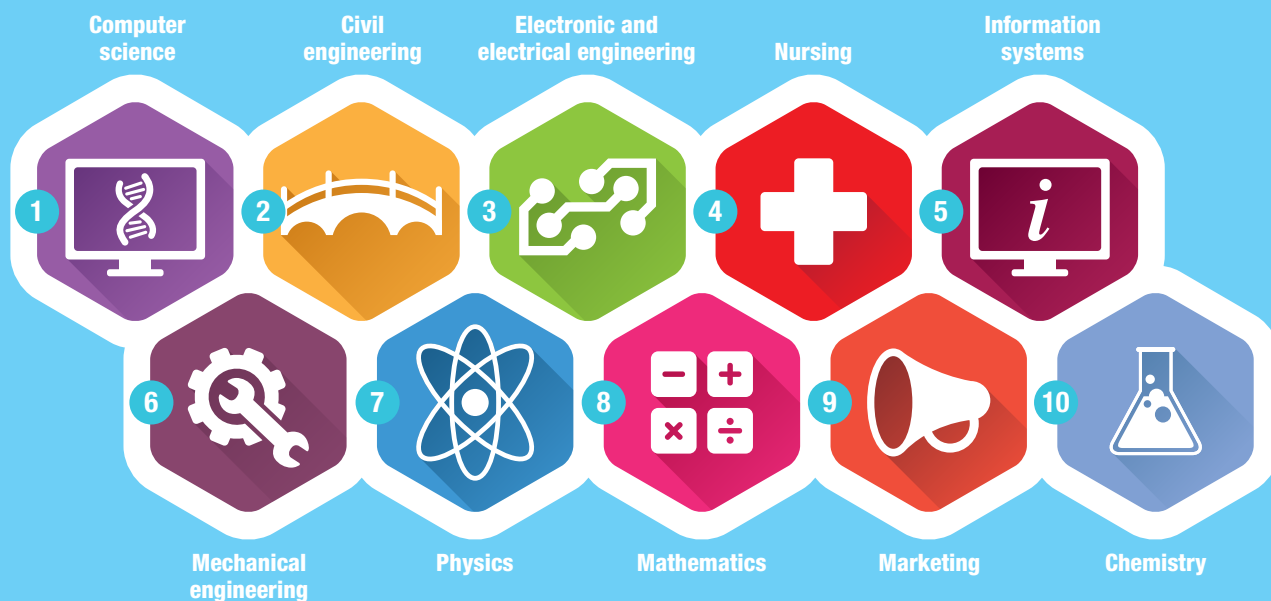 Computer
science
Civil
engineering
Electronic and
electrical engineering
Nursing
Information
systems
1
2
3
4
5
i
6
7
8
9
10
Mechanical
engineering
Physics
Mathematics
Marketing
Chemistry